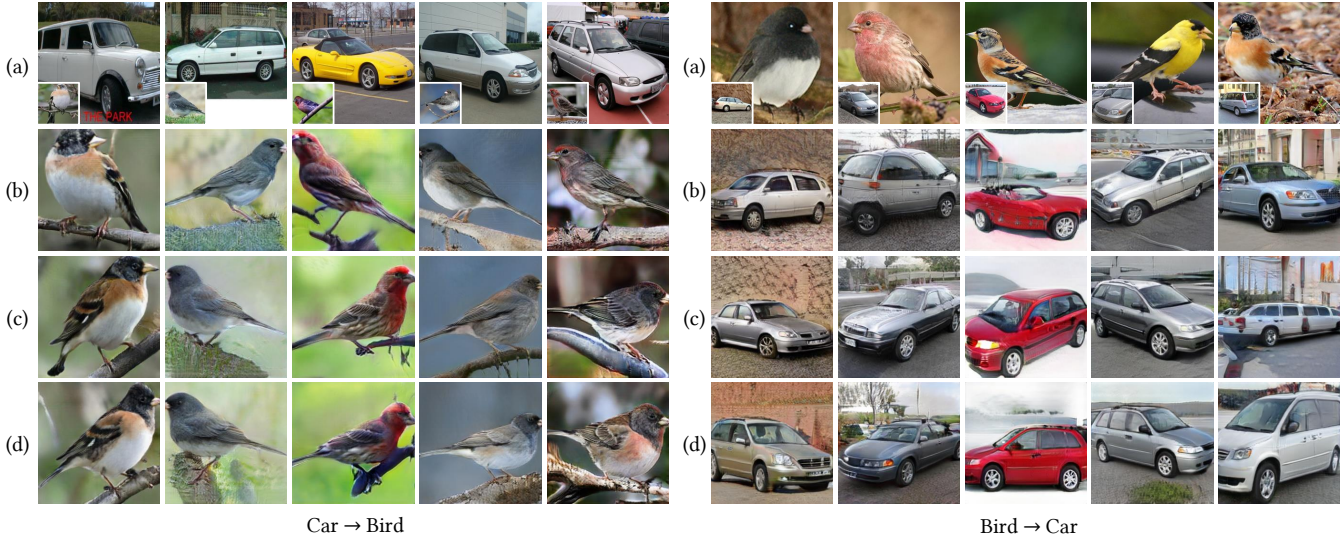 (a)
THE PARK
(b)
(c)
(d)
Car → Bird
(a)
(b)
(c)
(d)
Bird → Car